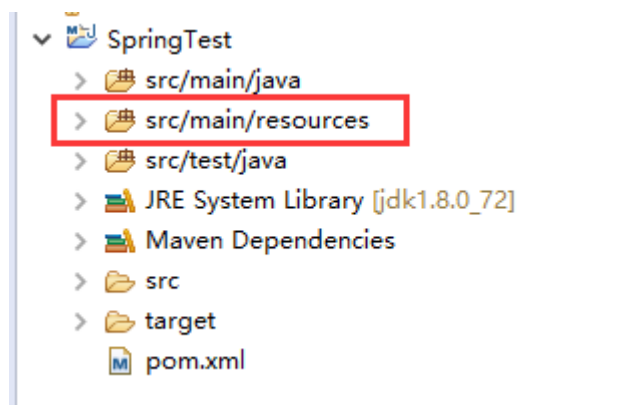 SpringTest
src/main/java
src/main/resources
src/test/java
JRE System Library [jdk1.8.0_72]
Maven Dependencies
src
target
pom.xml